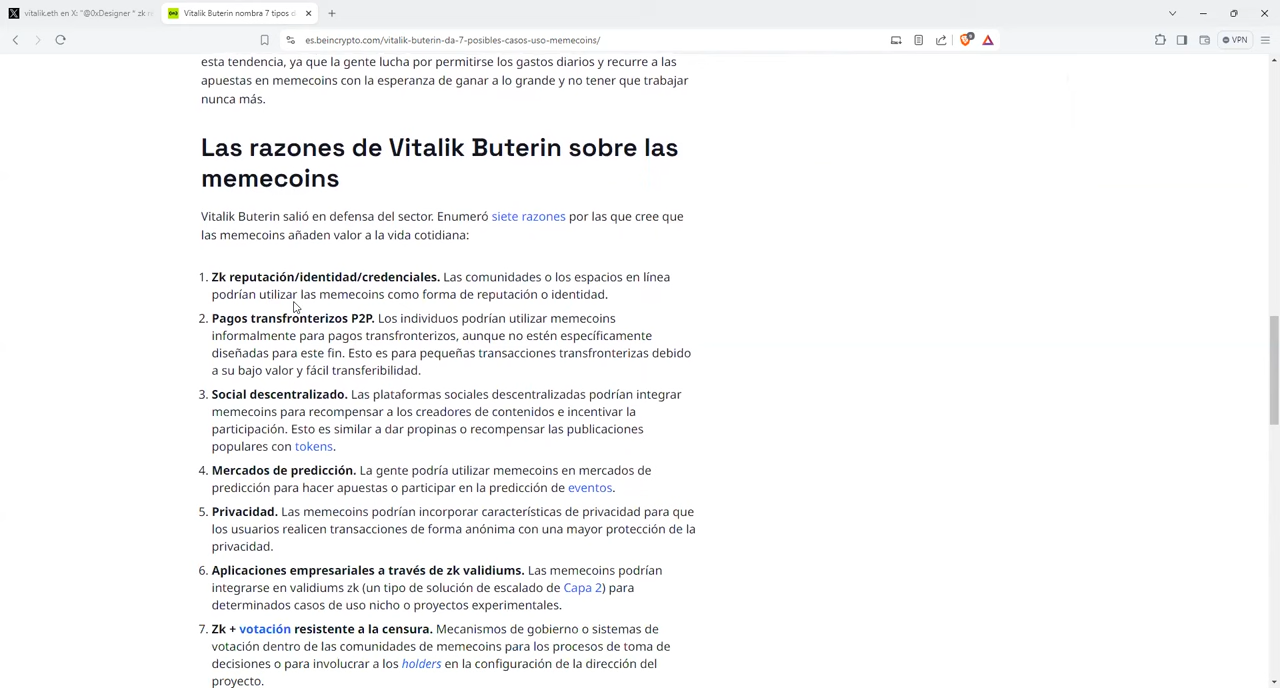 vitalik.eth en X: "@0xDesigner * zk r
Vitalik Buterin nombra 7 tipos d
es.beincrypto.com/vitalik-buterin-da-7-posibles-casos-uso-memecoins/
VPN
esta tendencia, ya que la gente lucha por permitirse los gastos diarios y recurre a las
apuestas en memecoins con la esperanza de ganar a lo grande y no tener que trabajar
nunca más.
Las razones de Vitalik Buterin sobre las
memecoins
Vitalik Buterin salió en defensa del sector. Enumeró siete razones por las que cree que
las memecoins añaden valor a la vida cotidiana:
1. Zk reputación/identidad/credenciales. Las comunidades o los espacios en línea
podrían utilizar las memecoins como forma de reputación o identidad.
2. Pagos transfronterizos P2P. Los individuos podrían utilizar memecoins
informalmente para pagos transfronterizos, aunque no estén específicamente
diseñadas para este fin. Esto es para pequeñas transacciones transfronterizas debido
a su bajo valor y fácil transferibilidad.
3. Social descentralizado. Las plataformas sociales descentralizadas podrían integrar
memecoins para recompensar a los creadores de contenidos e incentivar la
participación. Esto es similar a dar propinas o recompensar las publicaciones
populares con tokens.
4. Mercados de predicción. La gente podría utilizar memecoins en mercados de
predicción para hacer apuestas o participar en la predicción de eventos.
5. Privacidad. Las memecoins podrían incorporar características de privacidad para que
los usuarios realicen transacciones de forma anónima con una mayor protección de la
privacidad.
6. Aplicaciones empresariales a través de zk validiums. Las memecoins podrían
integrarse en validiums zk (un tipo de solución de escalado de Capa 2) para
determinados casos de uso nicho o proyectos experimentales.
7. Zk + votación resistente a la censura. Mecanismos de gobierno o sistemas de
votación dentro de las comunidades de memecoins para los procesos de toma de
decisiones o para involucrar a los holders en la configuración de la dirección del
proyecto.